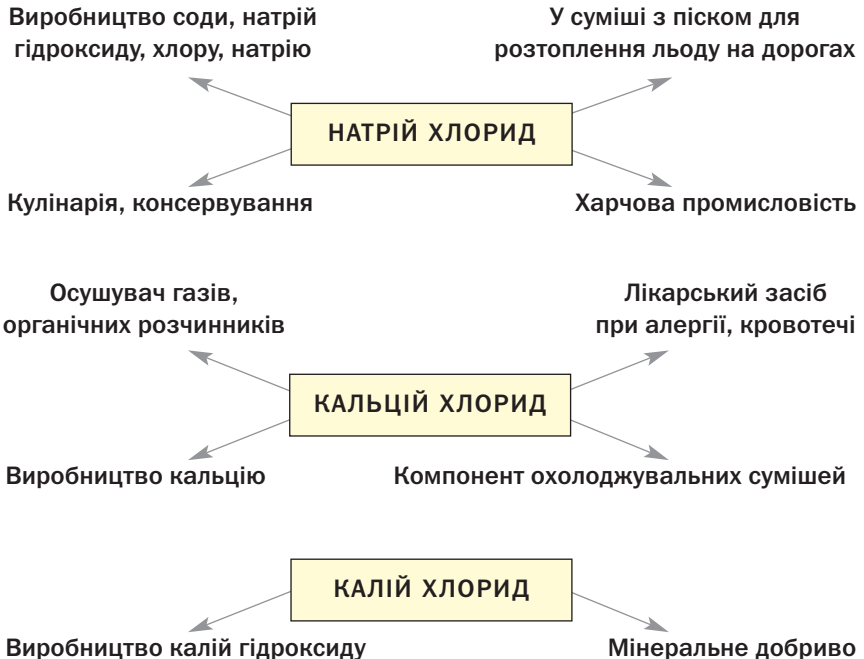 Виробництво соди, натрій
гідроксиду, хлору, натрію
У суміші з піском для
розтоплення льоду на дорогах
НАТРІЙ ХЛОРИД
Кулінарія, консервування
Харчова промисловість
Осушувач газів,
органічних розчинників
Лікарський засіб
при алергії, кровотечі
КАЛЬЦІЙ ХЛОРИД
Виробництво кальцію
Компонент охолоджувальних сумішей
КАЛІЙ ХЛОРИД
Виробництво калій гідроксиду
Мінеральне добриво